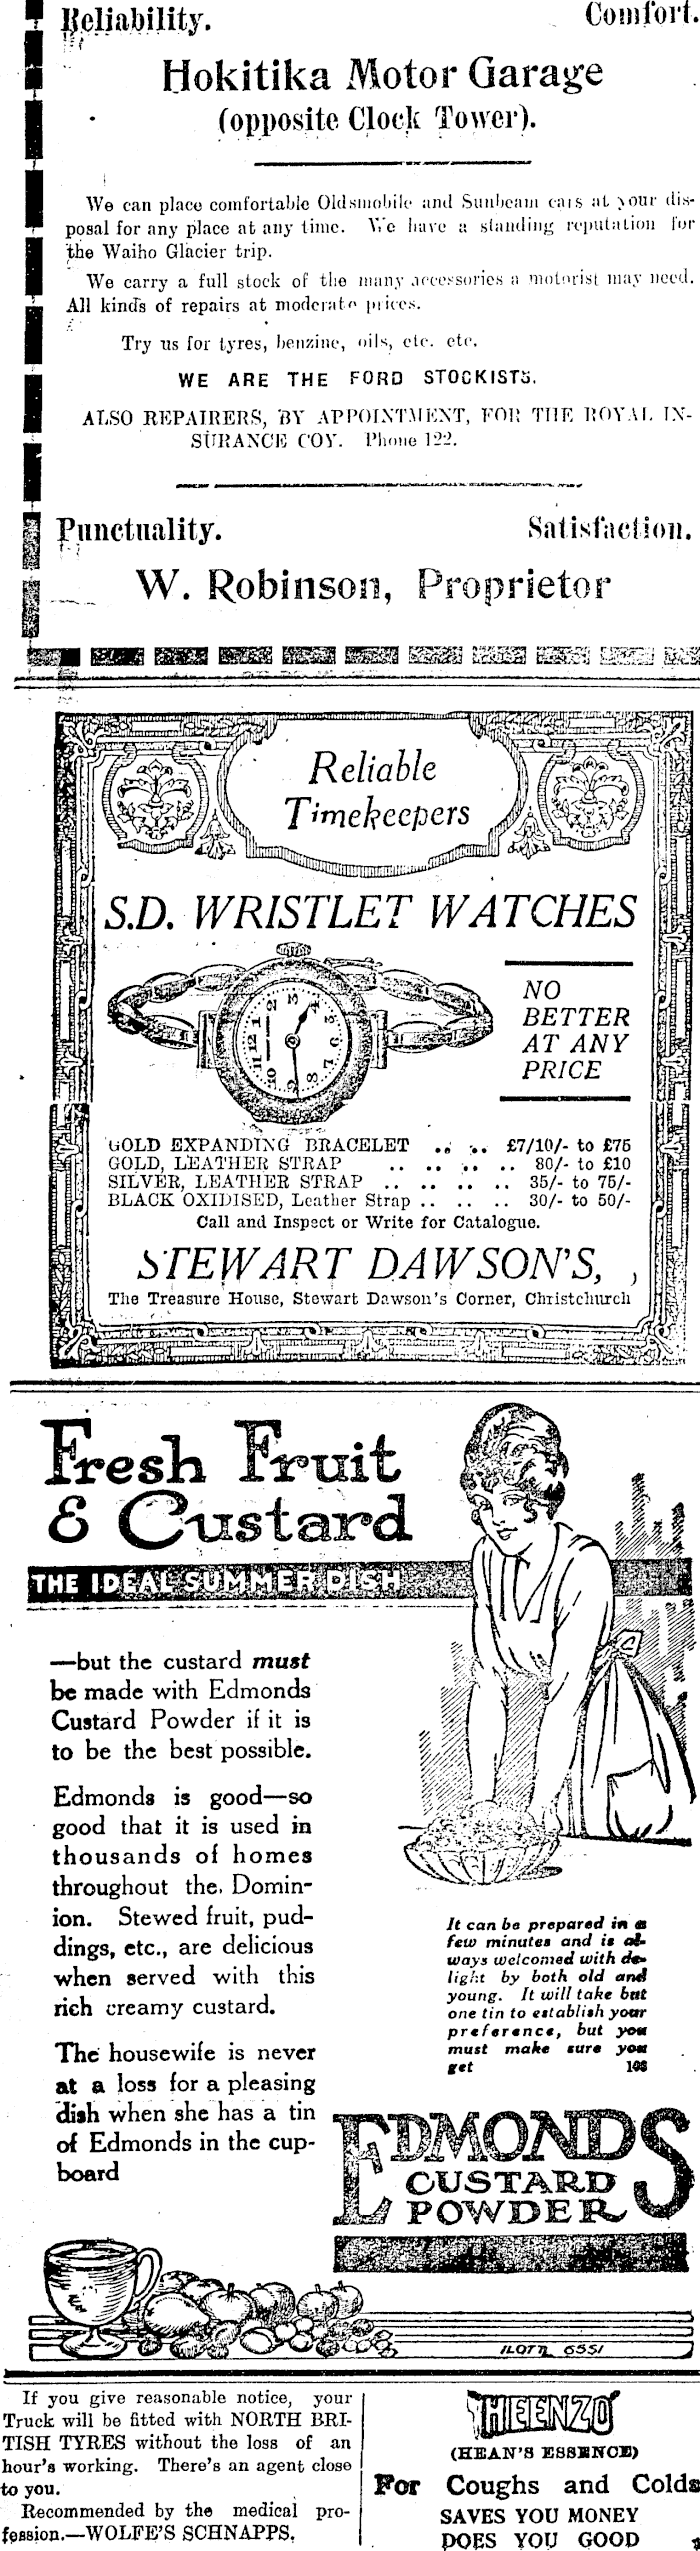 Reliability. Comfort.
Hokitika Motor Garage
(opposite Clock Tower).
We can place comfortable Oldsmobile and Sunbeam cars at your dis-
posal for any place at any time. We have a standing reputation for
the Waiho Glacier trip.
We carry a full stock of the many accessories a motorist may need.
All kinds of repairs at moderate prices.
Try us for tyres, benzine, oils, etc. etc.
WE ARE THE FORD STOCKISTS.
ALSO REPAIRERS, BY APPOINTMENT, FOR THE ROYAL IN-
SURANCE COY. Phone 122.
Punctuality. Satisfaction.
W. Robinson, Proprietor
Reliable
Timekeepers
S.D. WRISTLET WATCHES
NO
BETTER
AT ANY
PRICE
GOLD EXPANDING BRACELET .. .. £7/10/- to £75
GOLD, LEATHER STRAP .. .. .. .. 80/- to £10
SILVER, LEATHER STRAP .. .. .. .. 35/- to 75/-
BLACK OXIDISED, Leather Strap .. .. .. 30/- to 50/-
Call and Inspect or Write for Catalogue.
STEWART DAWSON'S,
The Treasure House, Stewart Dawson's Corner, Christchurch
Fresh Fruit
& Custard
THE IDEAL SUMMER DISH
—but the custard must
be made with Edmonds
Custard Powder if it is
to be the best possible.
Edmonds is good—so
good that it is used in
thousands of homes
throughout the Domin-
ion. Stewed fruit, pud-
dings, etc., are delicious
when served with this
rich creamy custard.
The housewife is never
at a loss for a pleasing
dish when she has a tin
of Edmonds in the cup-
board
It can be prepared in a
few minutes and is al-
ways welcomed with de-
light by both old and
young. It will take but
one tin to establish your
preference, but you
must make sure you
get 108
EDMONDS
CUSTARD
POWDER
ILOTT 6551
If you give reasonable notice, your
Truck will be fitted with NORTH BRI-
TISH TYRES without the loss of an
hour's working. There's an agent close
to you.
Recommended by the medical pro-
fession.—WOLFE'S SCHNAPPS.
HEENZO
(HEAN'S ESSENCE)
For Coughs and Colds
SAVES YOU MONEY
DOES YOU GOOD